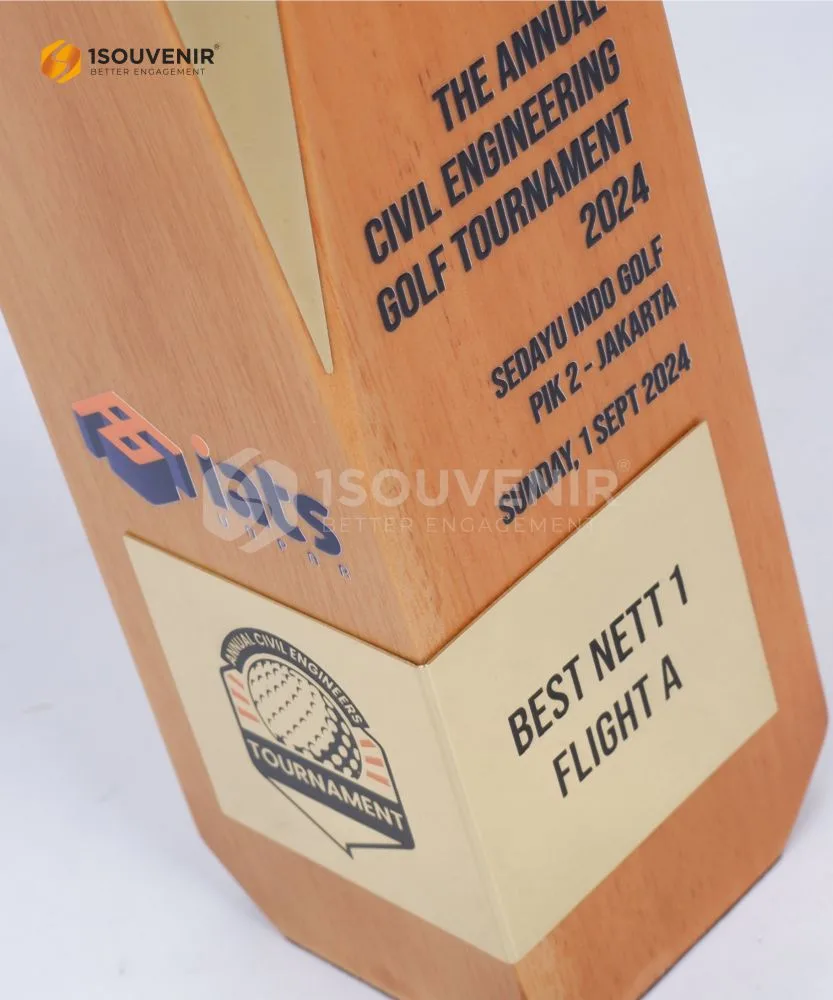 1SOUVENIR®
BETTER ENGAGEMENT
THE ANNUAL
CIVIL ENGINEERING
GOLF TOURNAMENT
2024
SEDAYU INDO GOLF
PIK 2 - JAKARTA
SUNDAY, 1 SEPT 2024
1SOUVENIR®
BETTER ENGAGEMENT
UNPAR
ANNUAL CIVIL ENGINEERS
TOURNAMENT
BEST NETT 1
FLIGHT A